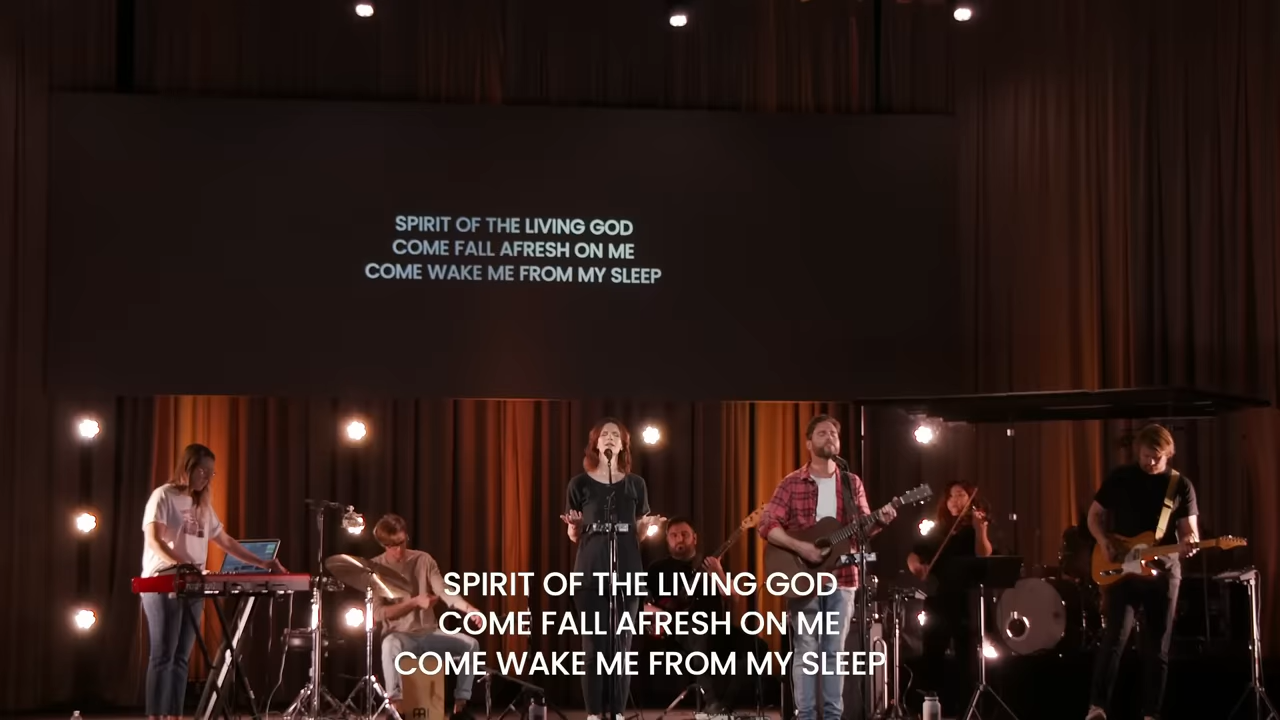 SPIRIT OF THE LIVING GOD
COME FALL AFRESH ON ME
COME WAKE ME FROM MY SLEEP
SPIRIT OF THE LIVING GOD
COME FALL AFRESH ON ME
COME WAKE ME FROM MY SLEEP